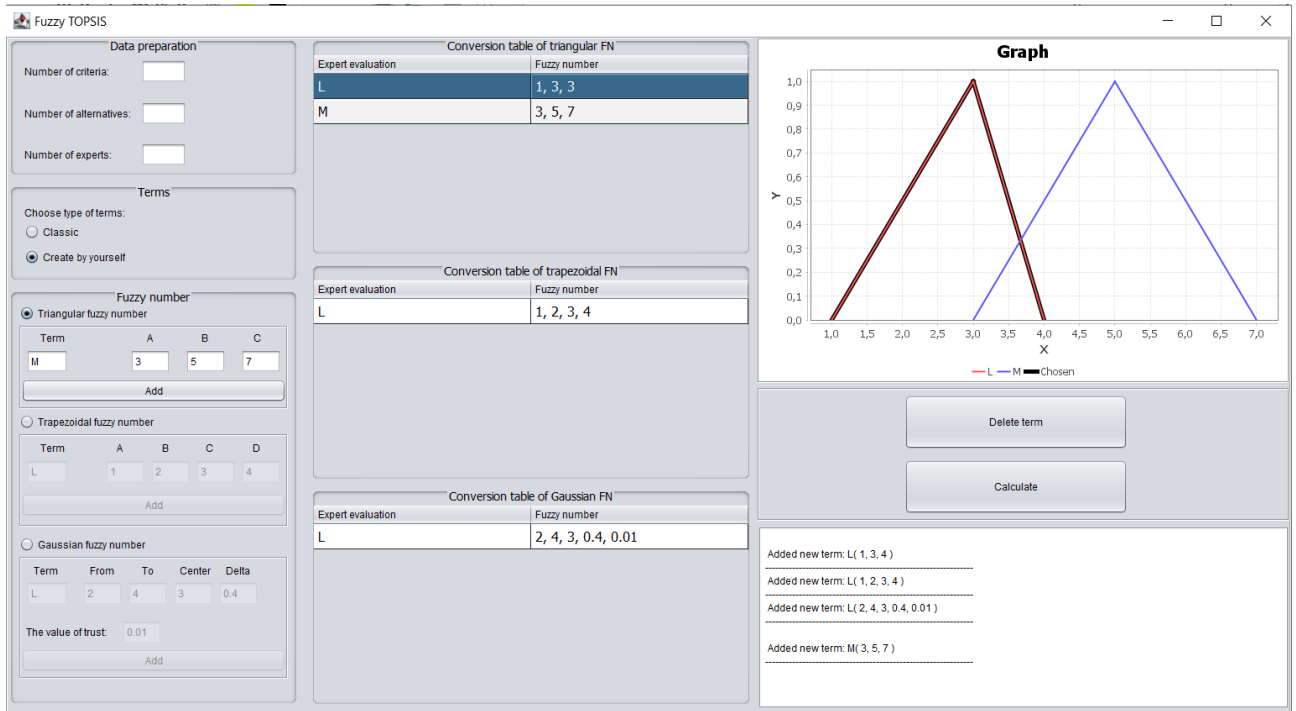 Fuzzy TOPSIS
Data preparation
Number of criteria:
Number of alternatives:
Number of experts:
Terms
Choose type of terms:
Classic
Create by yourself
Fuzzy number
Triangular fuzzy number
Term A B C
M 3 5 7
Add
Trapezoidal fuzzy number
Term A B C D
L 1 2 3 4
Add
Gaussian fuzzy number
Term From To Center Delta
L 2 4 3 0.4
The value of trust: 0.01
Add
Conversion table of triangular FN
Expert evaluation Fuzzy number
L 1, 3, 3
M 3, 5, 7
Conversion table of trapezoidal FN
Expert evaluation Fuzzy number
L 1, 2, 3, 4
Conversion table of Gaussian FN
Expert evaluation Fuzzy number
L 2, 4, 3, 0.4, 0.01
Graph
1,0
0,9
0,8
0,7
0,6
0,5
0,4
0,3
0,2
0,1
0,0
Y
1,0 1,5 2,0 2,5 3,0 3,5 4,0 4,5 5,0 5,5 6,0 6,5 7,0
X
L M Chosen
Delete term
Calculate
Added new term: L( 1, 3, 4 )
------------------------------------------------------------
Added new term: L( 1, 2, 3, 4 )
------------------------------------------------------------
Added new term: L( 2, 4, 3, 0.4, 0.01 )
------------------------------------------------------------
Added new term: M( 3, 5, 7 )
------------------------------------------------------------